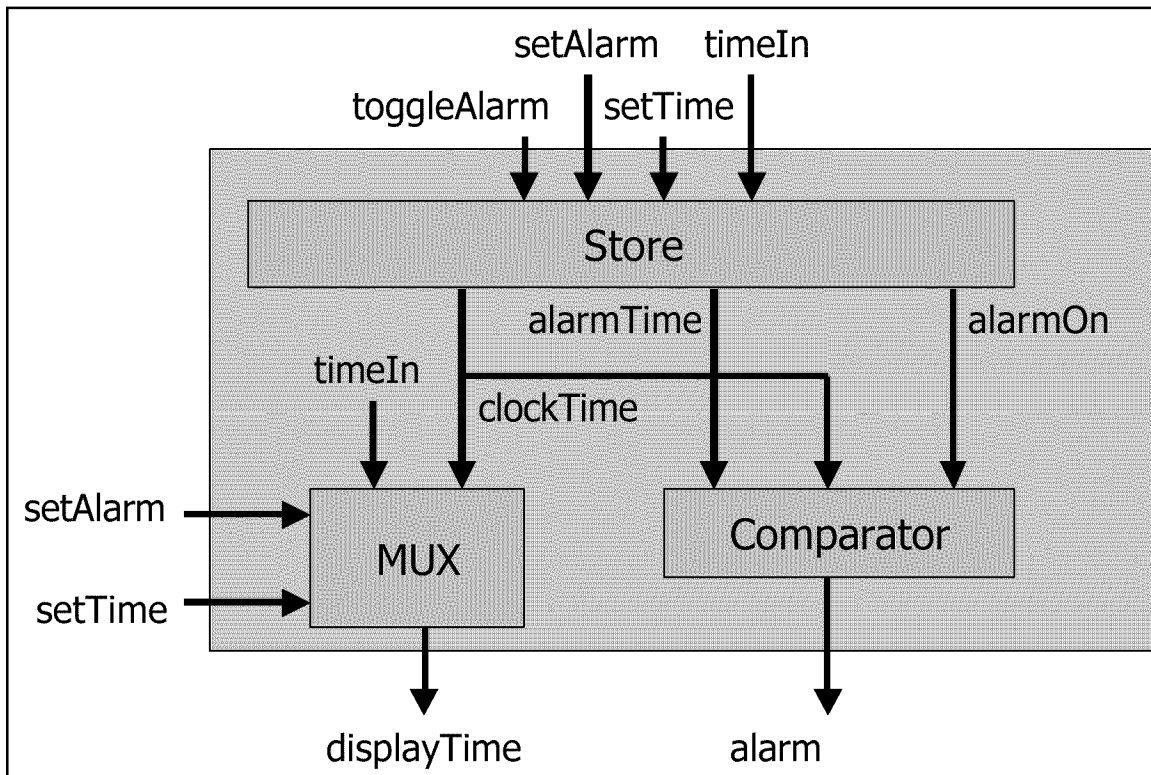 setAlarm timeIn
toggleAlarm setTime
Store
alarmTime alarmOn
timeIn
clockTime
setAlarm
Comparator
MUX
setTime
displayTime alarm